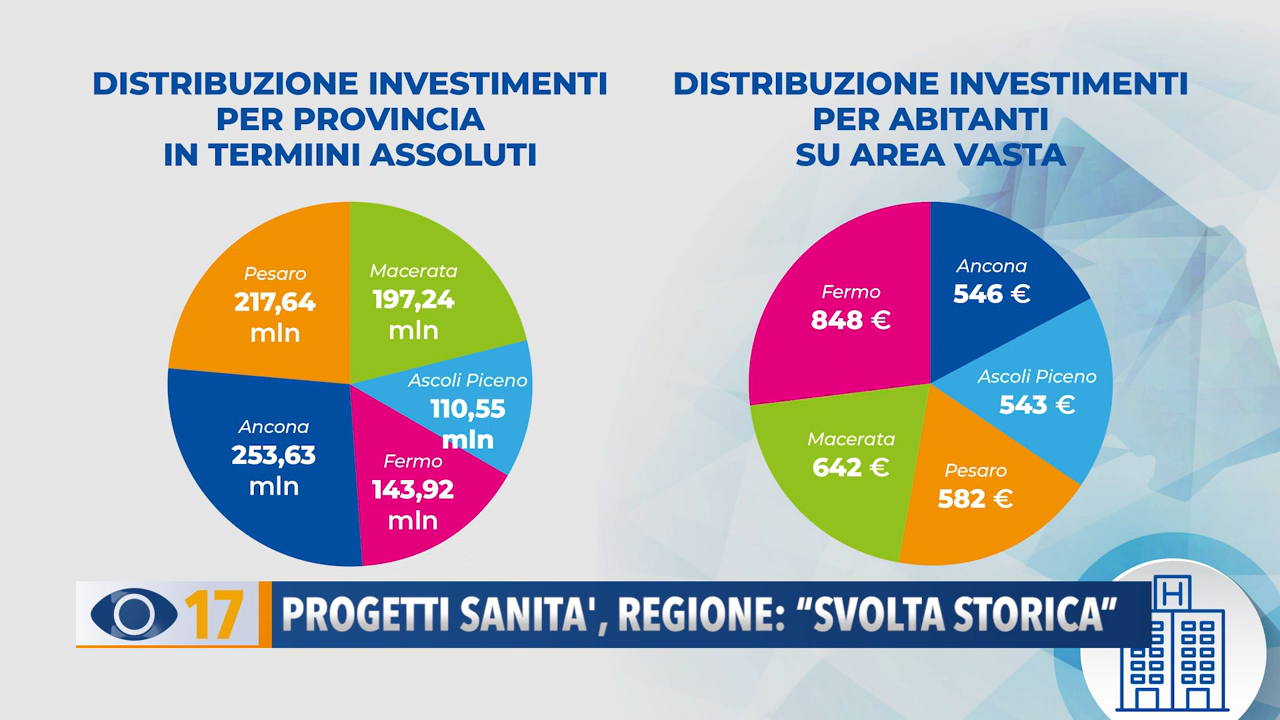 DISTRIBUZIONE INVESTIMENTI
PER PROVINCIA
IN TERMIINI ASSOLUTI
Pesaro
217,64
mln
Macerata
197,24
mln
Ascoli Piceno
110,55
mln
Ancona
253,63
mln
Fermo
143,92
mln
DISTRIBUZIONE INVESTIMENTI
PER ABITANTI
SU AREA VASTA
Fermo
848 €
Ancona
546 €
Ascoli Piceno
543 €
Macerata
642 €
Pesaro
582 €
17
PROGETTI SANITA', REGIONE: “SVOLTA STORICA”
H